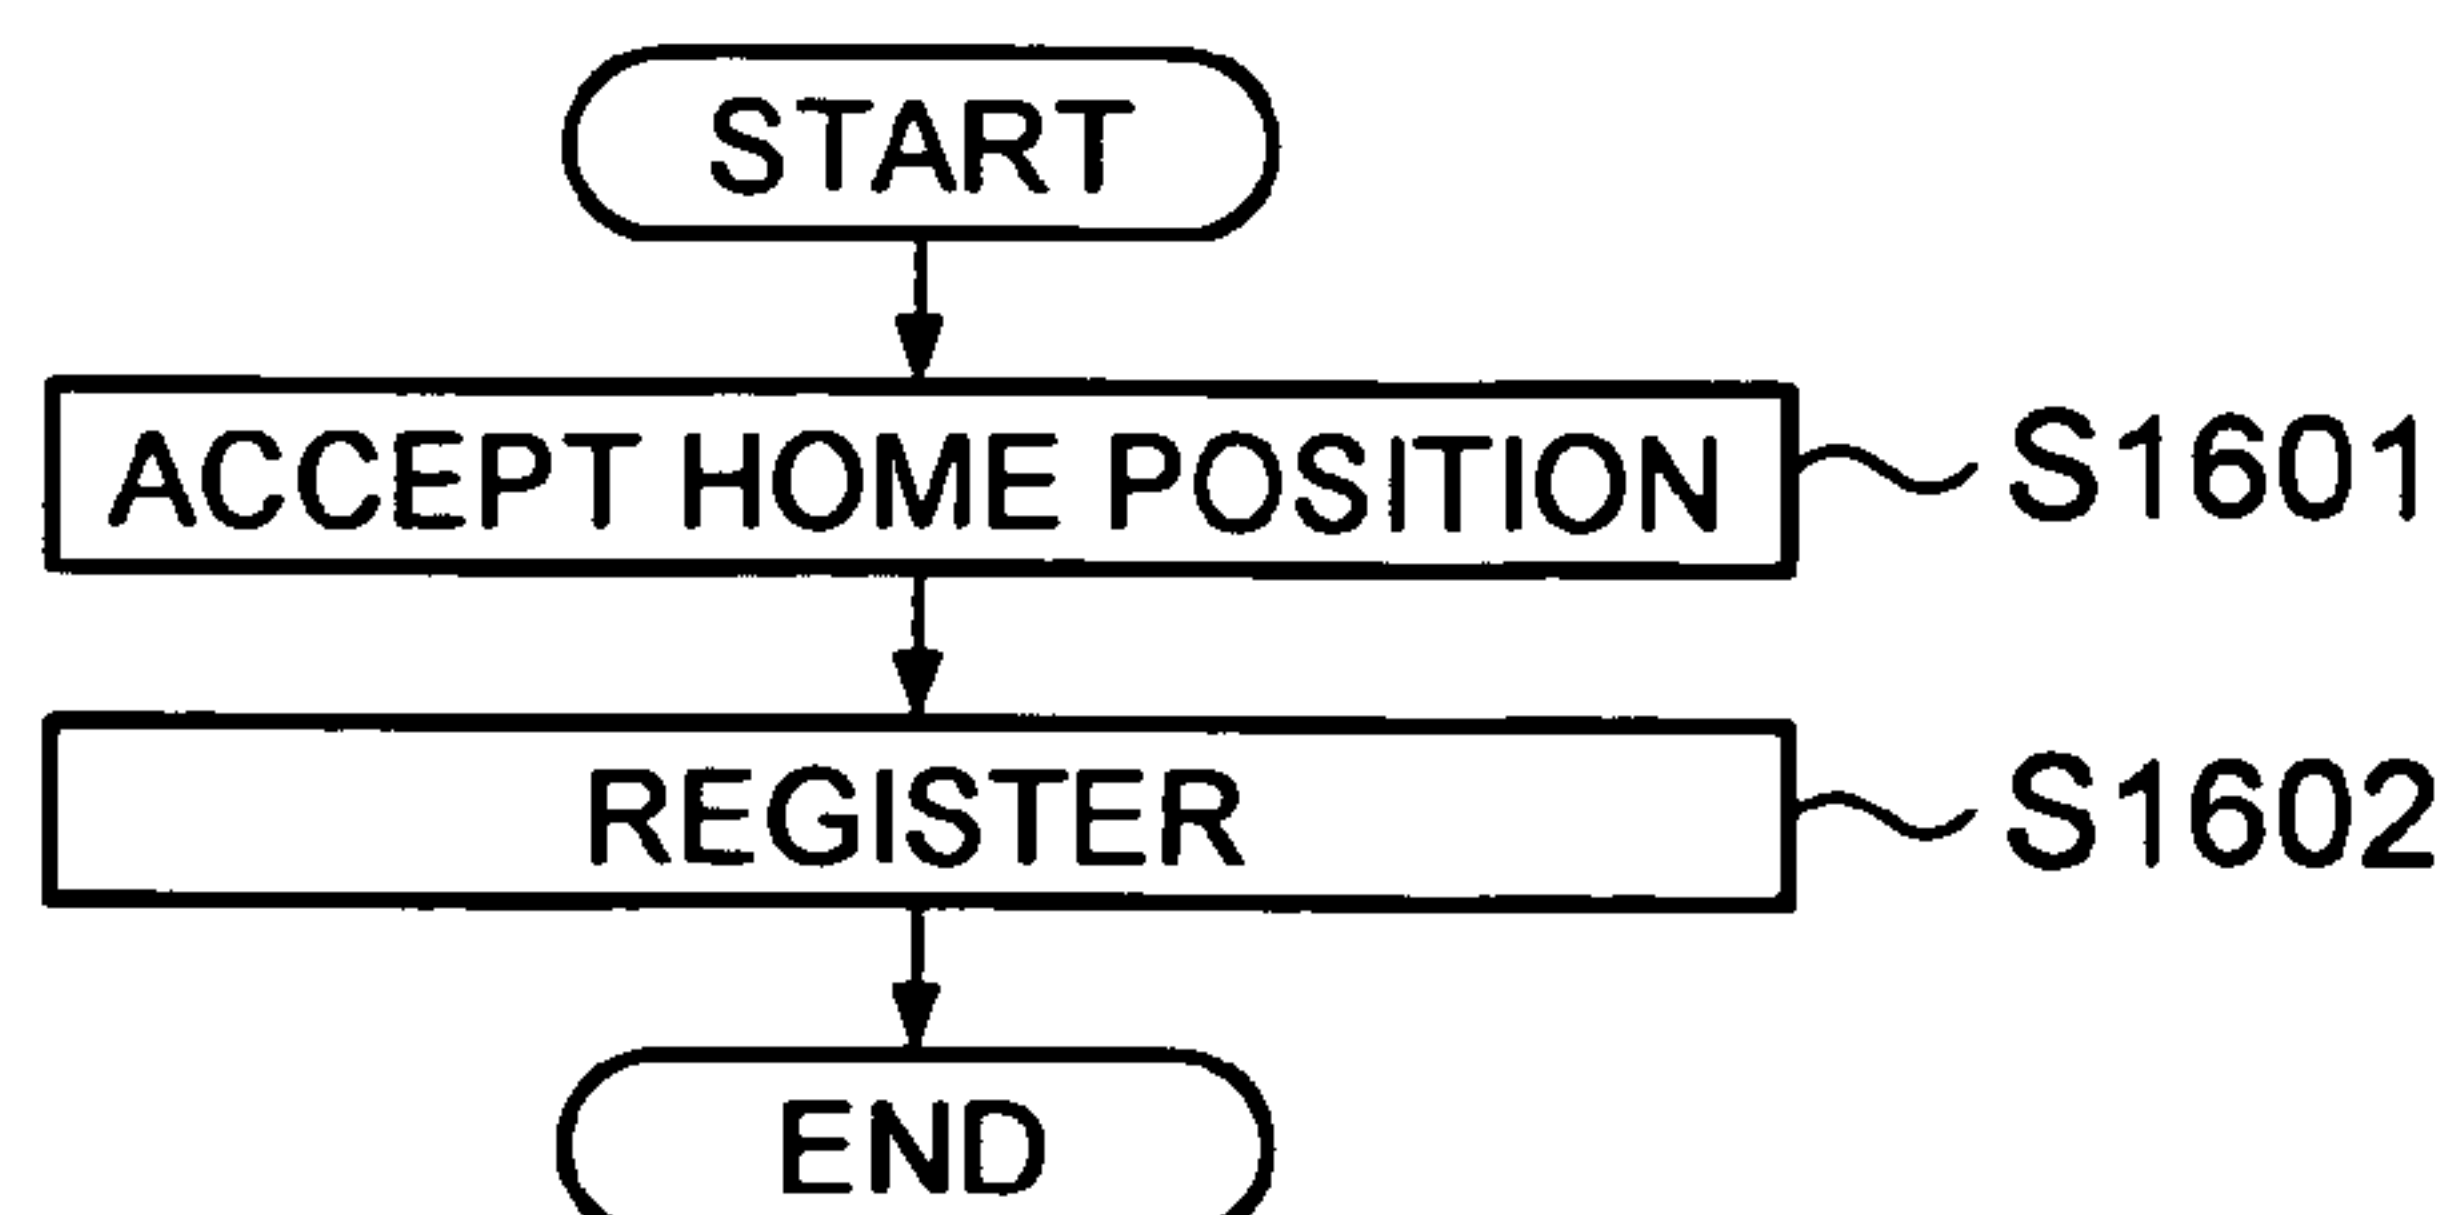 START
ACCEPT HOME POSITION
S1601
REGISTER
S1602
END